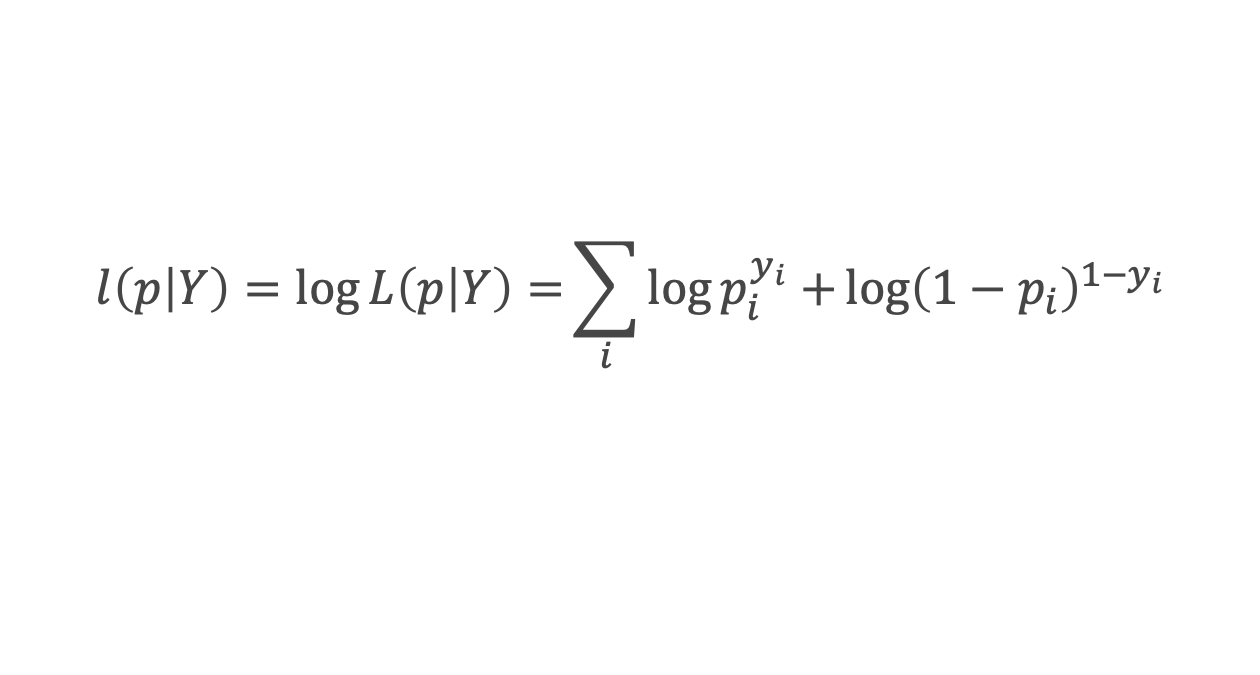 l(p|Y) = log L(p|Y) = ∑_i log p_i^{y_i} + log(1 − p_i)^{1−y_i}